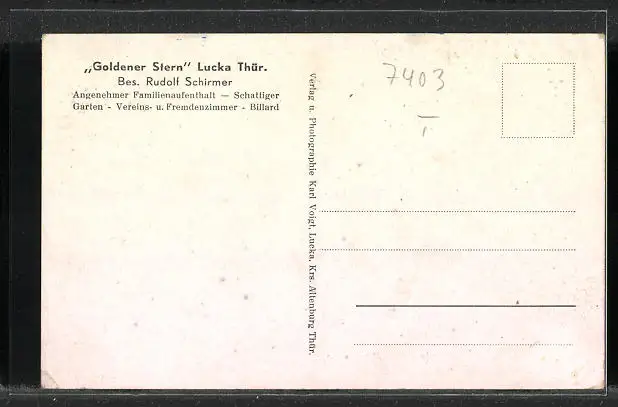 „Goldener Stern” Lucka Thür.
Bes. Rudolf Schirmer
Angenehmer Familienaufenthalt — Schattiger
Garten - Vereins- u. Fremdenzimmer - Billard
Verlag u. Photographie Karl Voigt, Lucka, Krs. Altenburg Thür.
7403
I